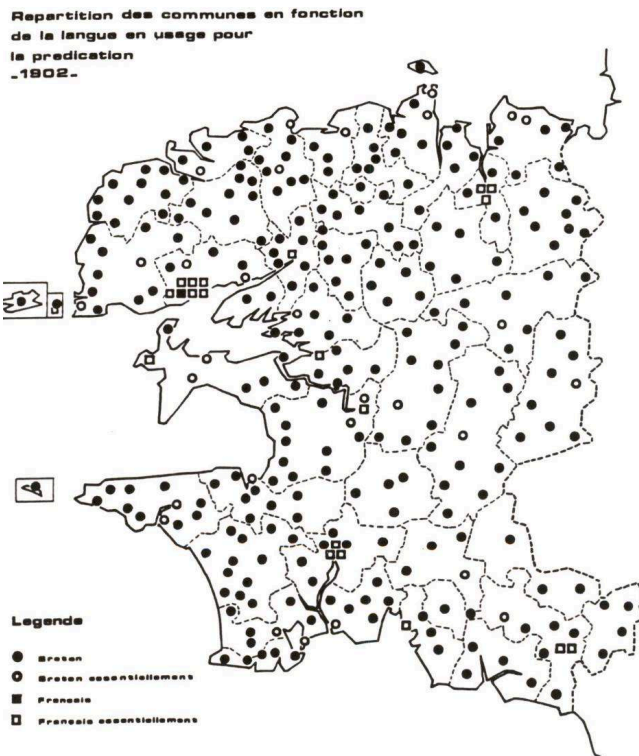 Repartition des communes en fonction
de la langue en usage pour
la predication
-1902-
Legende
Breton
Breton essentiellement
Francais
Francais essentiellement